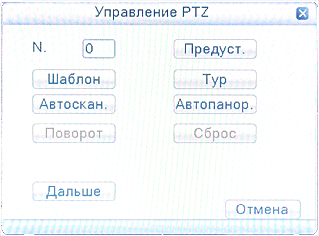 Управление PTZ
N. 0 Предуст.
Шаблон Тур
Автоскан. Автопанор.
Поворот Сброс
Дальше
Отмена